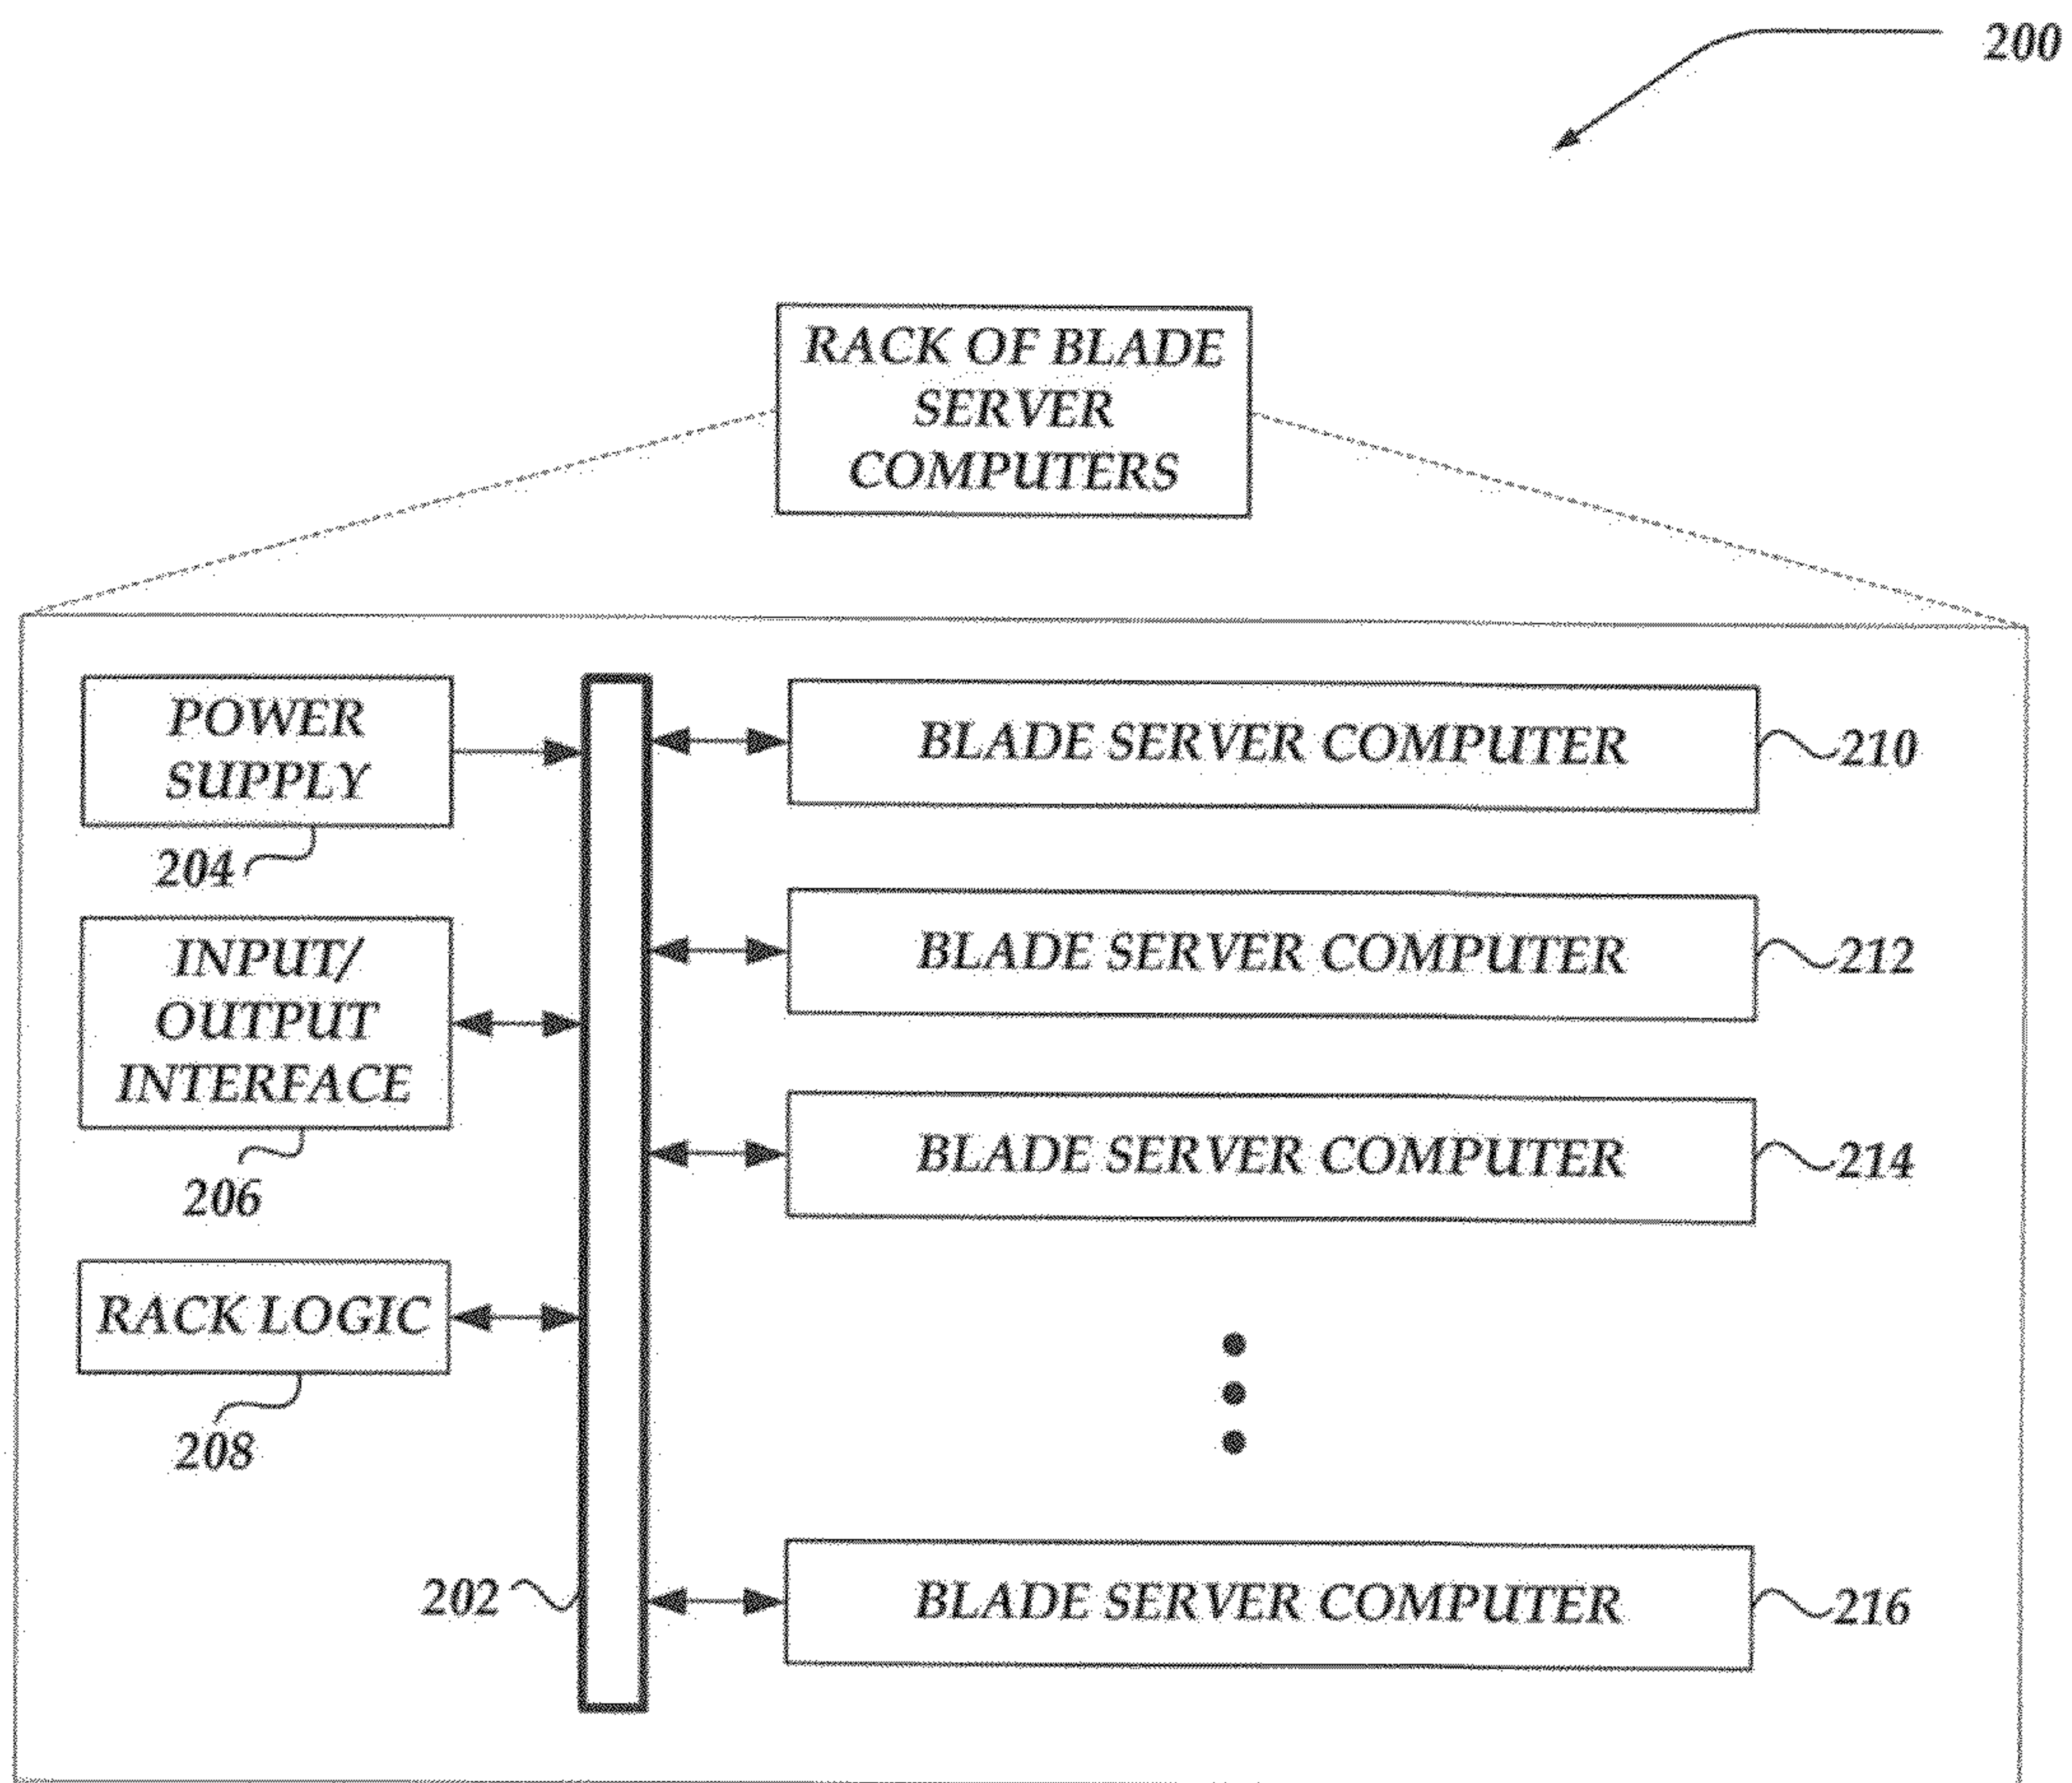 200
RACK OF BLADE
SERVER
COMPUTERS
POWER
SUPPLY
204
INPUT/
OUTPUT
INTERFACE
206
RACK LOGIC
208
202
BLADE SERVER COMPUTER
210
BLADE SERVER COMPUTER
212
BLADE SERVER COMPUTER
214
BLADE SERVER COMPUTER
216